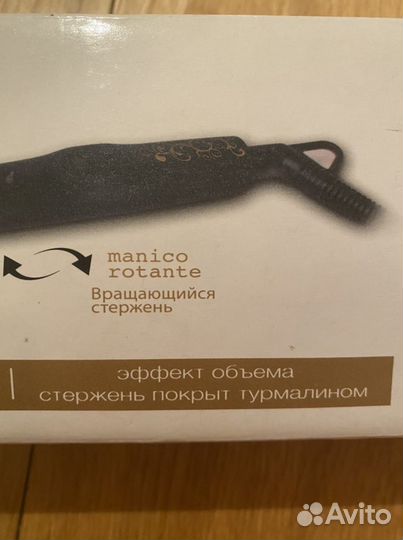 manico
rotante
Вращающийся
стержень
эффект объема
стержень покрыт турмалином
Avito